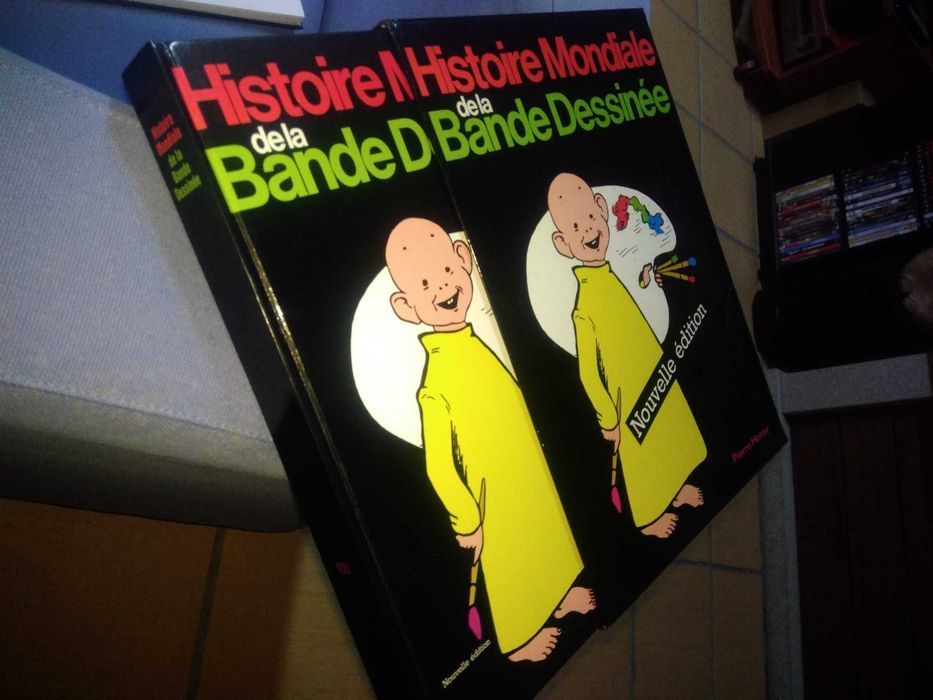 Histoire
Mondiale
de la
Bande
Dessinée
Histoire M
de la
Bande D
Nouvelle édition
Histoire Mondiale
de la
Bande Dessinée
Nouvelle édition
Pierre Horay